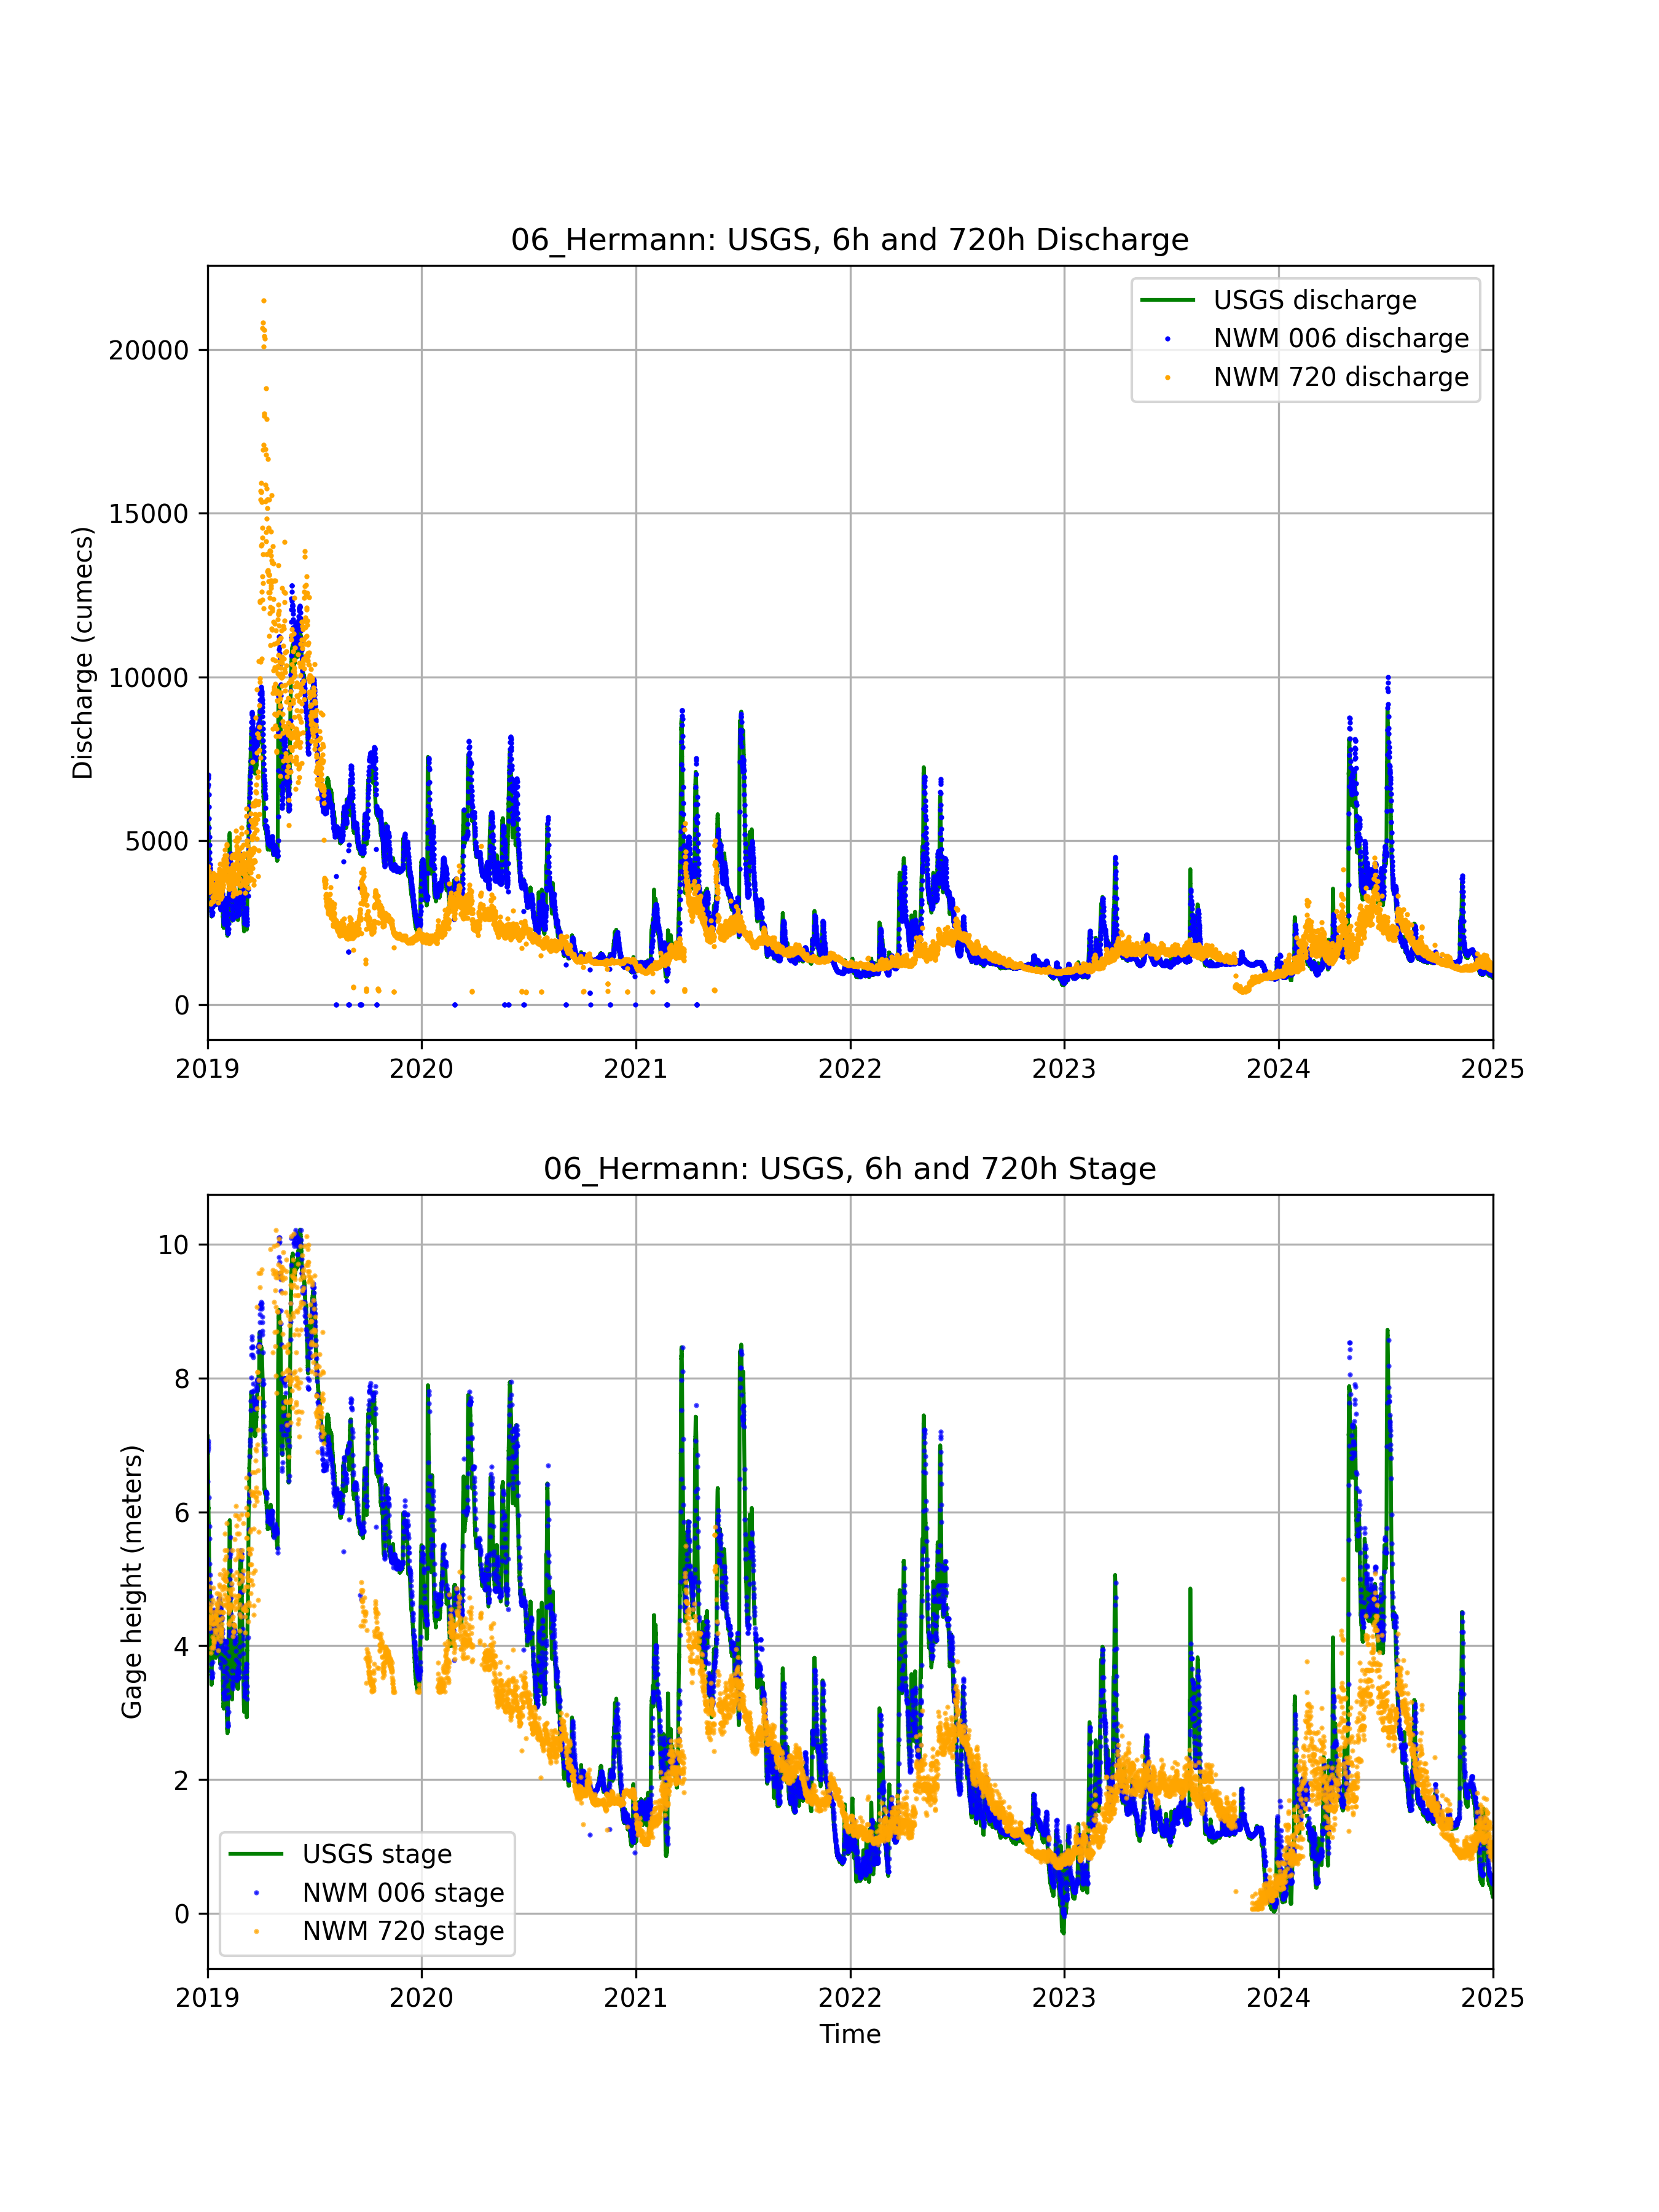 06_Hermann: USGS, 6h and 720h Discharge
USGS discharge
NWM 006 discharge
NWM 720 discharge
Discharge (cumecs)
20000
15000
10000
5000
0
2019 2020 2021 2022 2023 2024 2025
06_Hermann: USGS, 6h and 720h Stage
Gage height (meters)
10
8
6
4
2
0
USGS stage
NWM 006 stage
NWM 720 stage
2019 2020 2021 2022 2023 2024 2025
Time